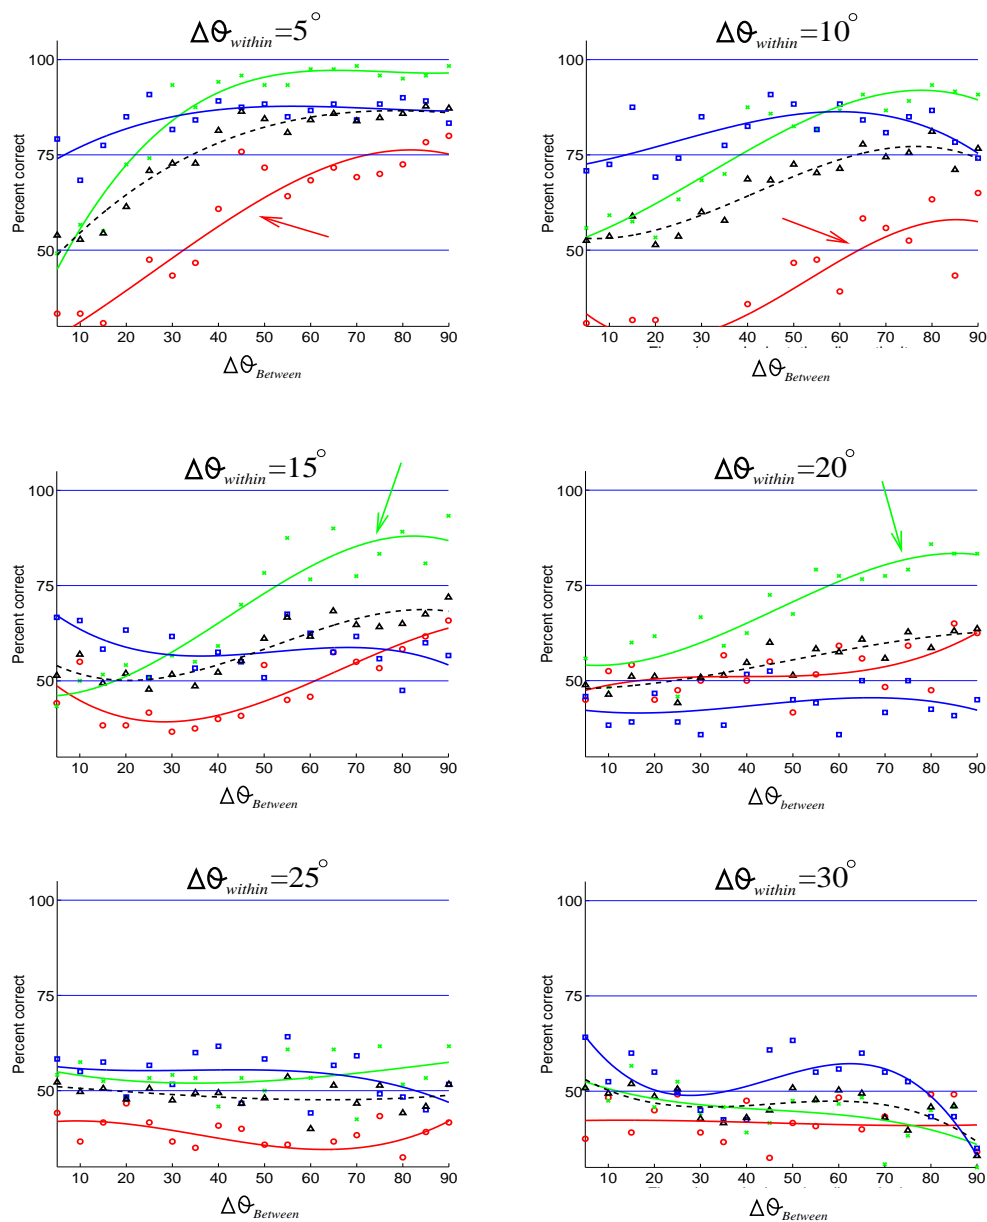 Δθwithin=5°
Δθwithin=10°
100
75
50
Percent correct
10 20 30 40 50 60 70 80 90
ΔθBetween
100
75
50
Percent correct
10 20 30 40 50 60 70 80 90
ΔθBetween
Δθwithin=15°
Δθwithin=20°
100
75
50
Percent correct
10 20 30 40 50 60 70 80 90
ΔθBetween
100
75
50
Percent correct
10 20 30 40 50 60 70 80 90
Δθbetween
Δθwithin=25°
Δθwithin=30°
100
75
50
Percent correct
10 20 30 40 50 60 70 80 90
ΔθBetween
100
75
50
Percent correct
10 20 30 40 50 60 70 80 90
ΔθBetween